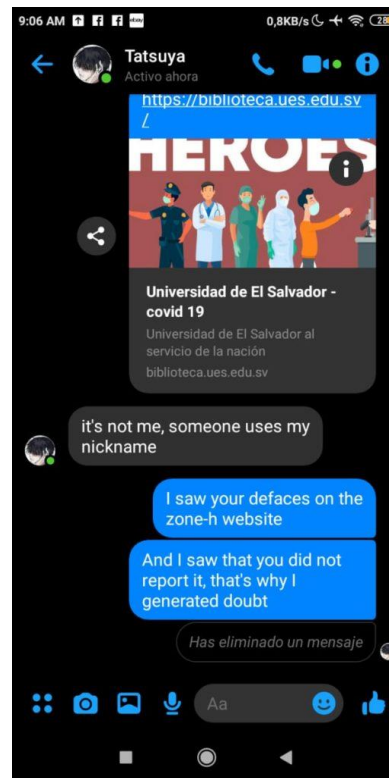 9:06 AM
0,8KB/s
28
Tatsuya
Activo ahora
https://biblioteca.ues.edu.sv
/
HEROES
Universidad de El Salvador -
covid 19
Universidad de El Salvador al
servicio de la nación
biblioteca.ues.edu.sv
it's not me, someone uses my
nickname
I saw your defaces on the
zone-h website
And I saw that you did not
report it, that's why I
generated doubt
Has eliminado un mensaje
Aa